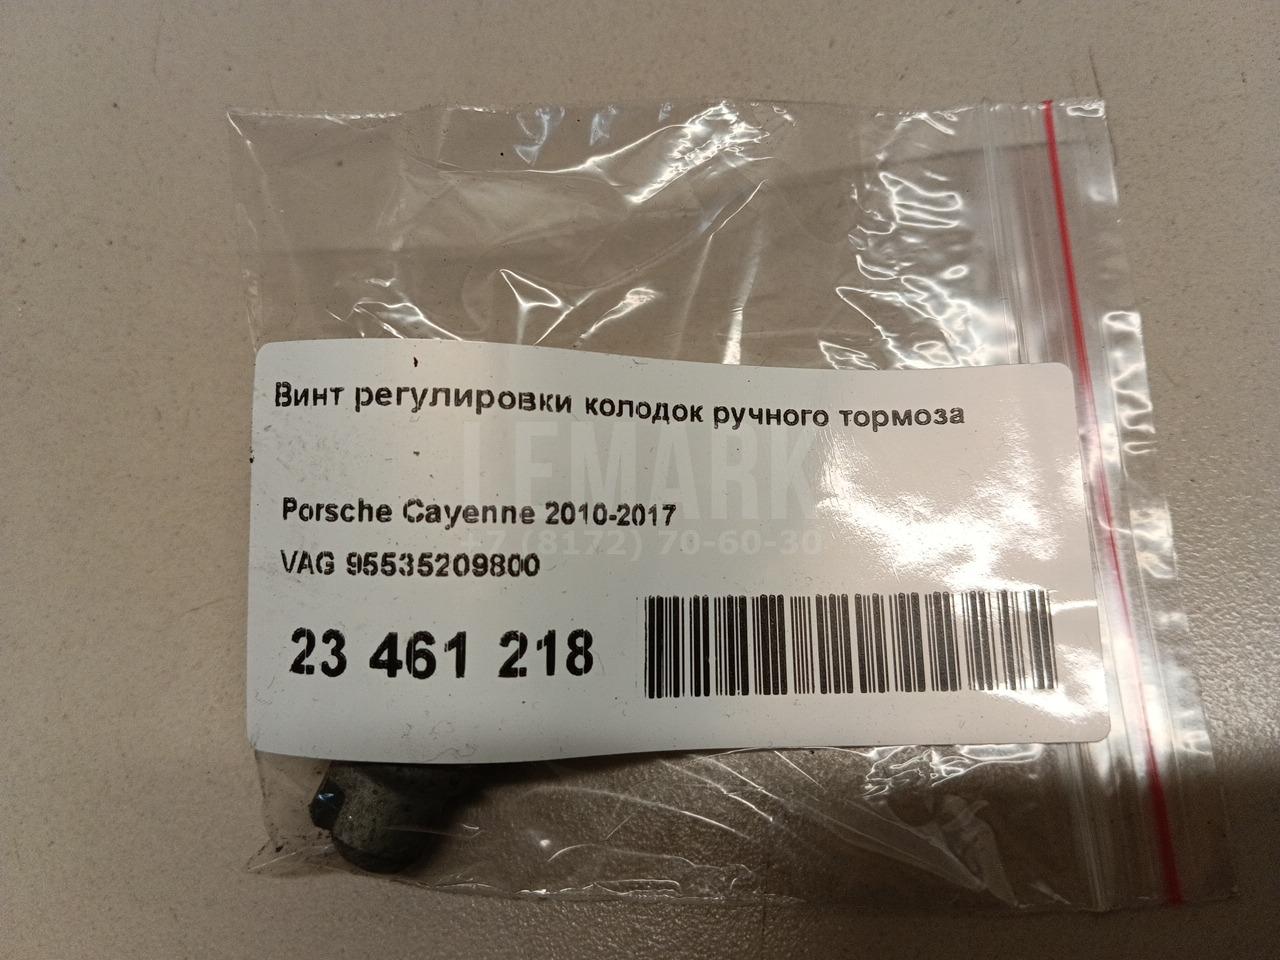 Винт регулировки колодок ручного тормоза
LEMARK
Porsche Cayenne 2010-2017
+7 (8172) 70-60-30
VAG 95535209800
23 461 218